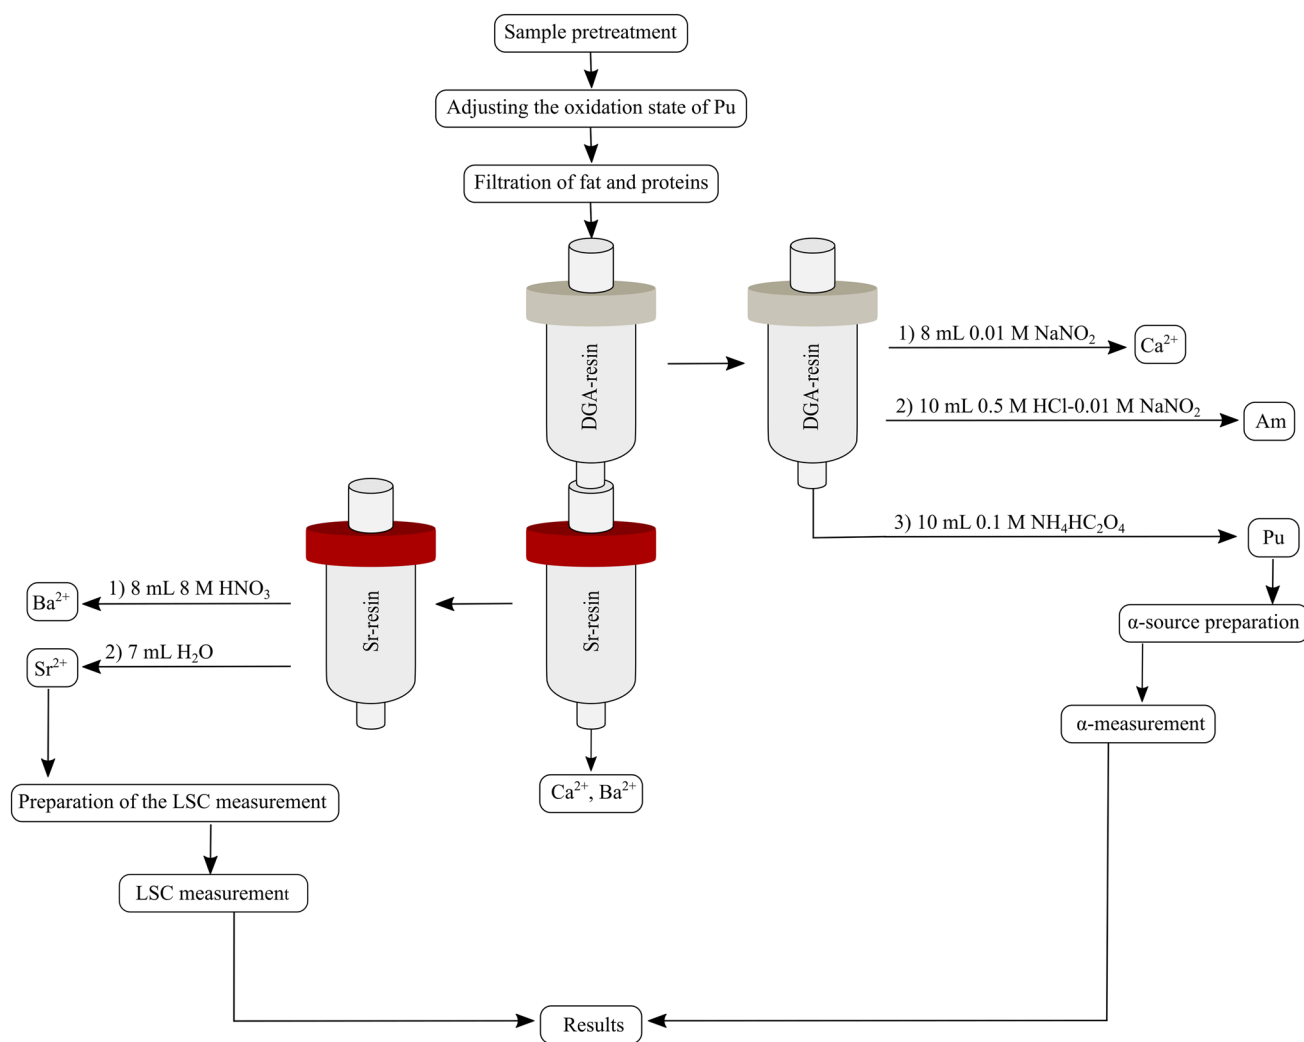 Sample pretreatment
Adjusting the oxidation state of Pu
Filtration of fat and proteins
DGA-resin
DGA-resin
1) 8 mL 0.01 M NaNO₂
Ca²⁺
2) 10 mL 0.5 M HCl-0.01 M NaNO₂
Am
3) 10 mL 0.1 M NH₄HC₂O₄
Pu
Sr-resin
Sr-resin
1) 8 mL 8 M HNO₃
Ba²⁺
2) 7 mL H₂O
Sr²⁺
α-source preparation
α-measurement
Ca²⁺, Ba²⁺
Preparation of the LSC measurement
LSC measurement
Results